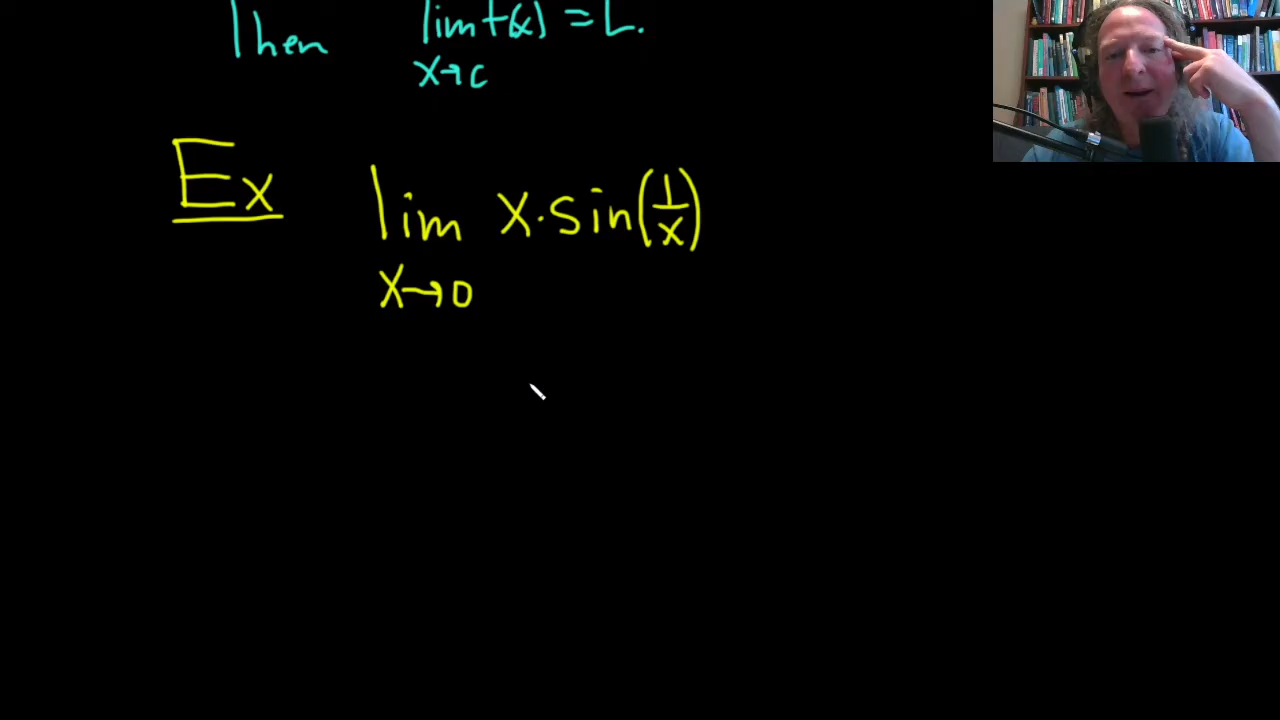 Then lim f(x) = L.
x→c
Ex lim x·sin(1/x)
x→0